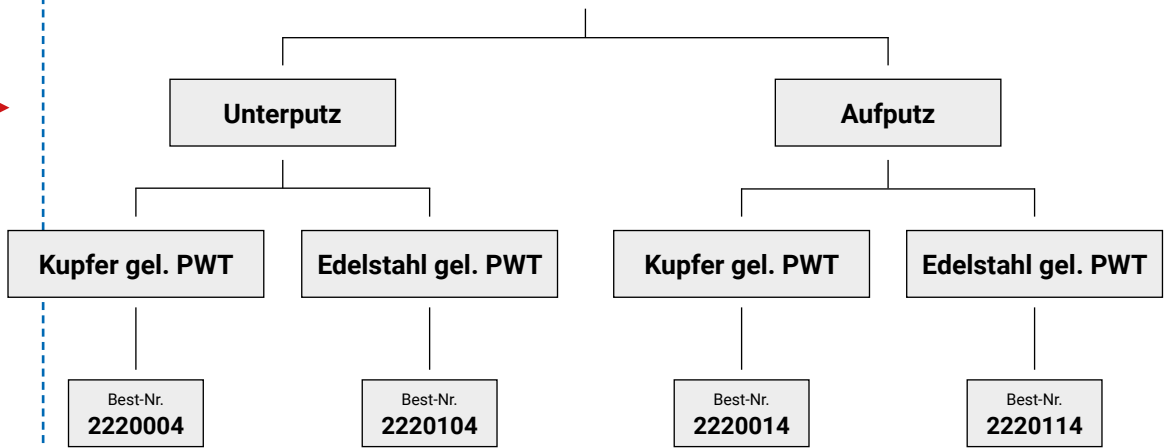 Unterputz
Aufputz
Kupfer gel. PWT
Edelstahl gel. PWT
Kupfer gel. PWT
Edelstahl gel. PWT
Best-Nr.
2220004
Best-Nr.
2220104
Best-Nr.
2220014
Best-Nr.
2220114